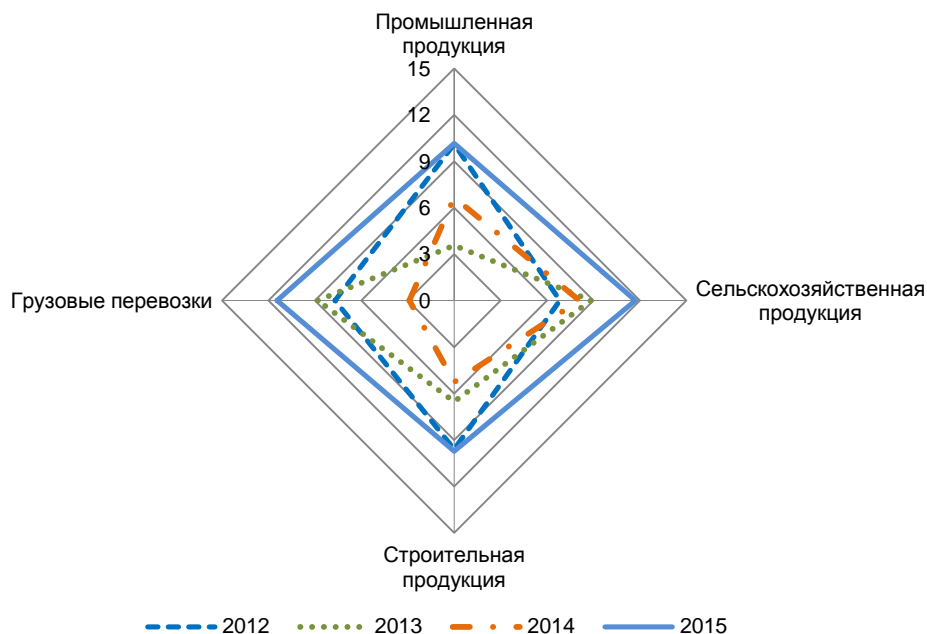 Промышленная
продукция
15
12
9
6
3
0
Грузовые перевозки
Сельскохозяйственная
продукция
Строительная
продукция
2012 2013 2014 2015